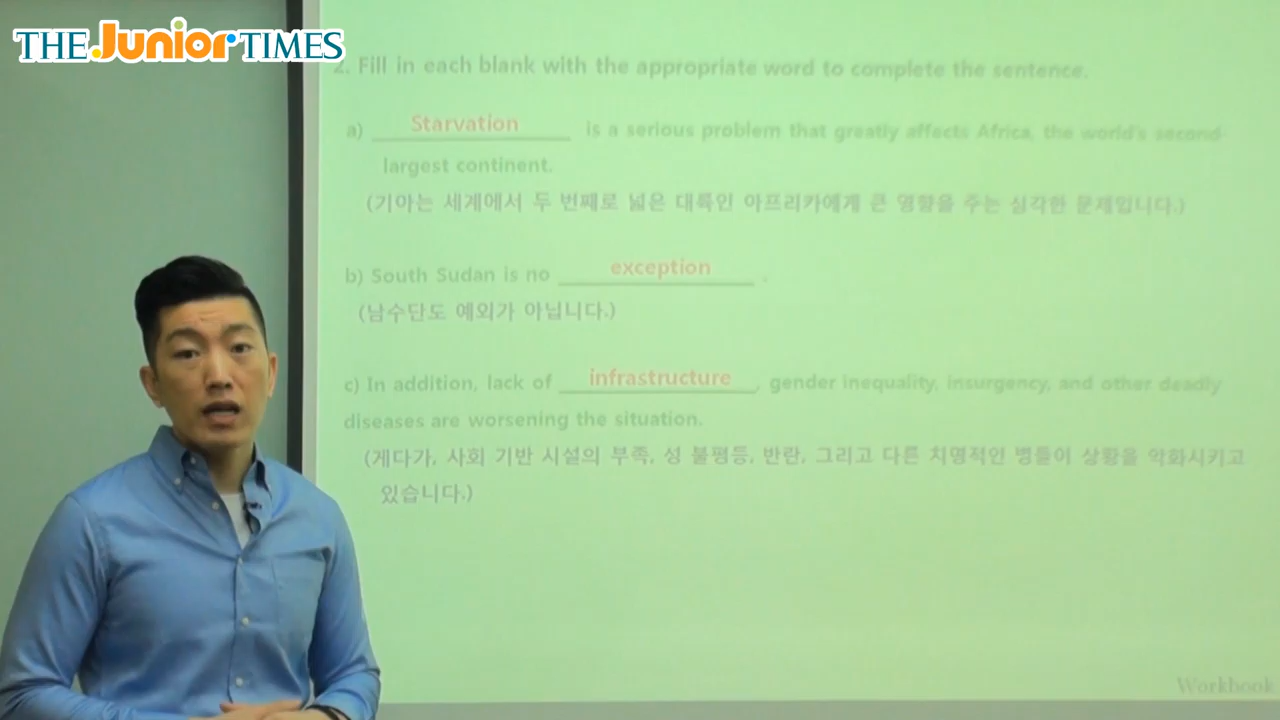 THE Junior TIMES
2. Fill in each blank with the appropriate word to complete the sentence.
a) Starvation is a serious problem that greatly affects Africa, the world's second-
largest continent.
(기아는 세계에서 두 번째로 넓은 대륙인 아프리카에게 큰 영향을 주는 심각한 문제입니다.)
b) South Sudan is no exception .
(남수단도 예외가 아닙니다.)
c) In addition, lack of infrastructure, gender inequality, insurgency, and other deadly
diseases are worsening the situation.
(게다가, 사회 기반 시설의 부족, 성 불평등, 반란, 그리고 다른 치명적인 병들이 상황을 악화시키고
있습니다.)
Workbook